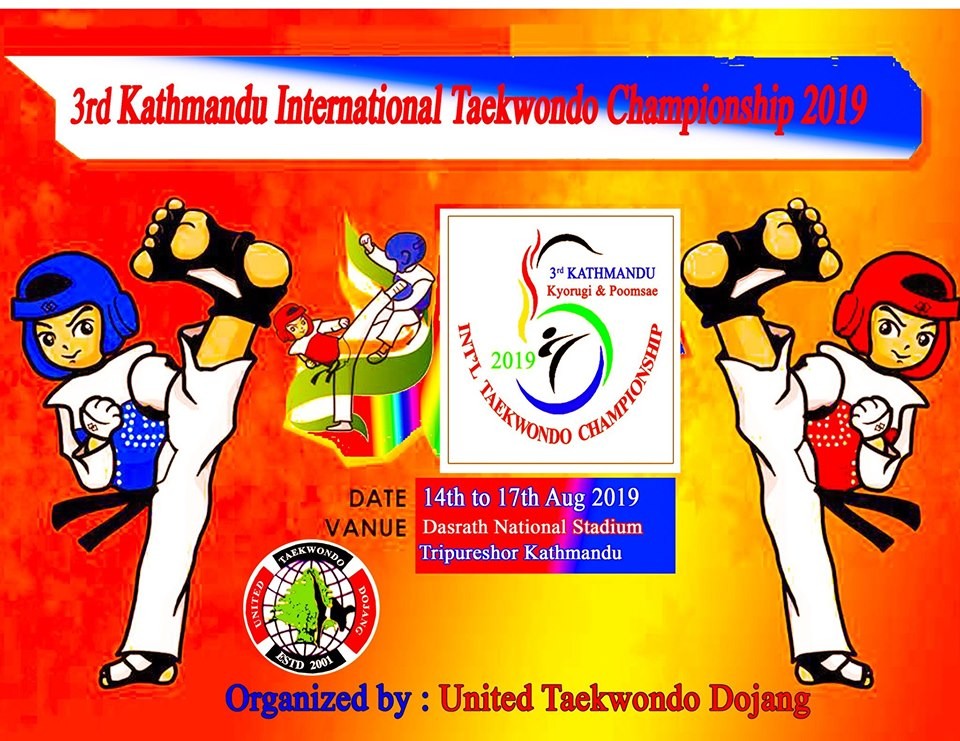 3rd Kathmandu International Taekwondo Championship 2019
3rd KATHMANDU
Kyorugi & Poomsae
2019
INT'L TAEKWONDO CHAMPIONSHIP
DATE 14th to 17th Aug 2019
VANUE Dasrath National Stadium
Tripureshor Kathmandu
TAEKWONDO
UNITED
DOJANG
ESTD 2001
Organized by : United Taekwondo Dojang